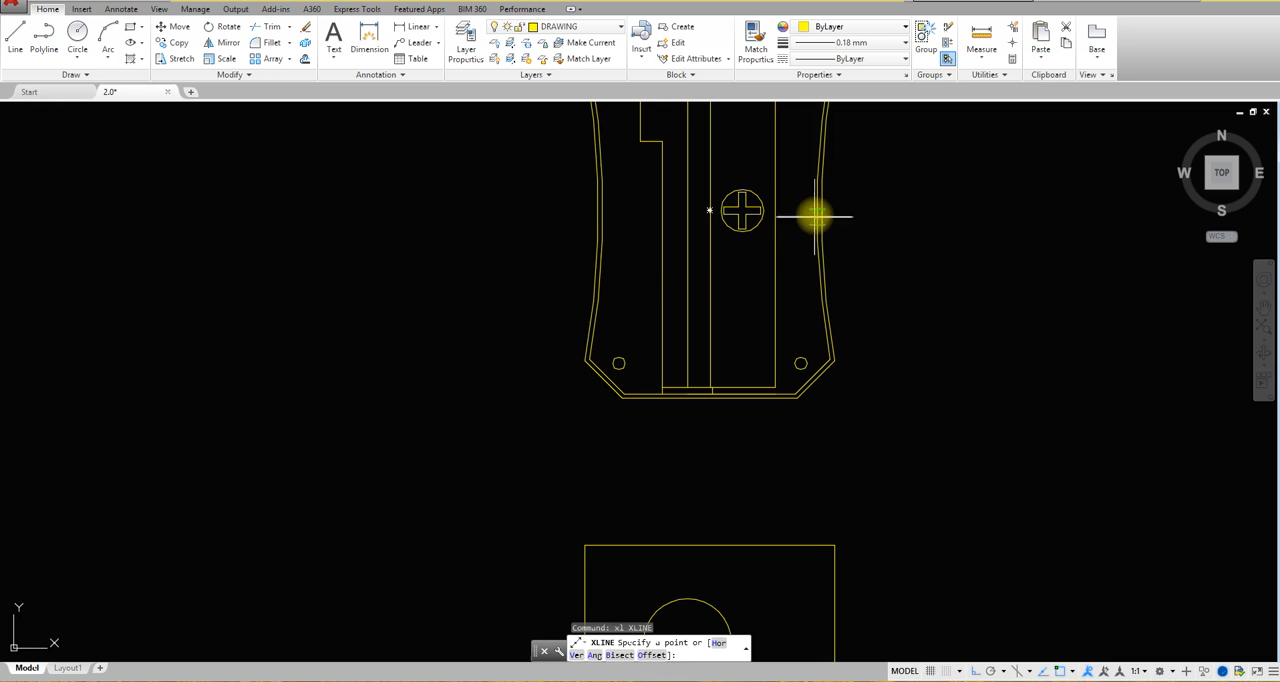 Home Insert Annotate View Manage Output Add-ins A360 Express Tools Featured Apps BIM 360 Performance
Line Polyline Circle Arc
Move Rotate Trim
Copy Mirror Fillet
Stretch Scale Array
Text Dimension
Linear
Leader
Table
Layer Properties
DRAWING
Make Current
Match Layer
Insert
Create
Edit
Edit Attributes
Match Properties
ByLayer
0.18 mm
ByLayer
Group
Measure
Paste
Base
Draw Modify Annotation Layers Block Properties Groups Utilities Clipboard View
Start 2.0*
N
W TOP E
S
WCS
Y
X
Command: xl XLINE
XLINE Specify a point or [Hor
Ver Ang Bisect Offset]:
Model Layout1
MODEL 1:1